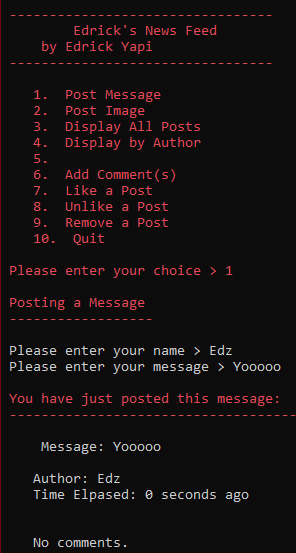 ---------------------------------
Edrick's News Feed
by Edrick Yapi
---------------------------------
1.  Post Message
2.  Post Image
3.  Display All Posts
4.  Display by Author
5.
6.  Add Comment(s)
7.  Like a Post
8.  Unlike a Post
9.  Remove a Post
10.  Quit
Please enter your choice > 1
Posting a Message
------------------
Please enter your name > Edz
Please enter your message > Yooooo
You have just posted this message:
------------------------------------
Message: Yooooo
Author: Edz
Time Elpased: 0 seconds ago
No comments.